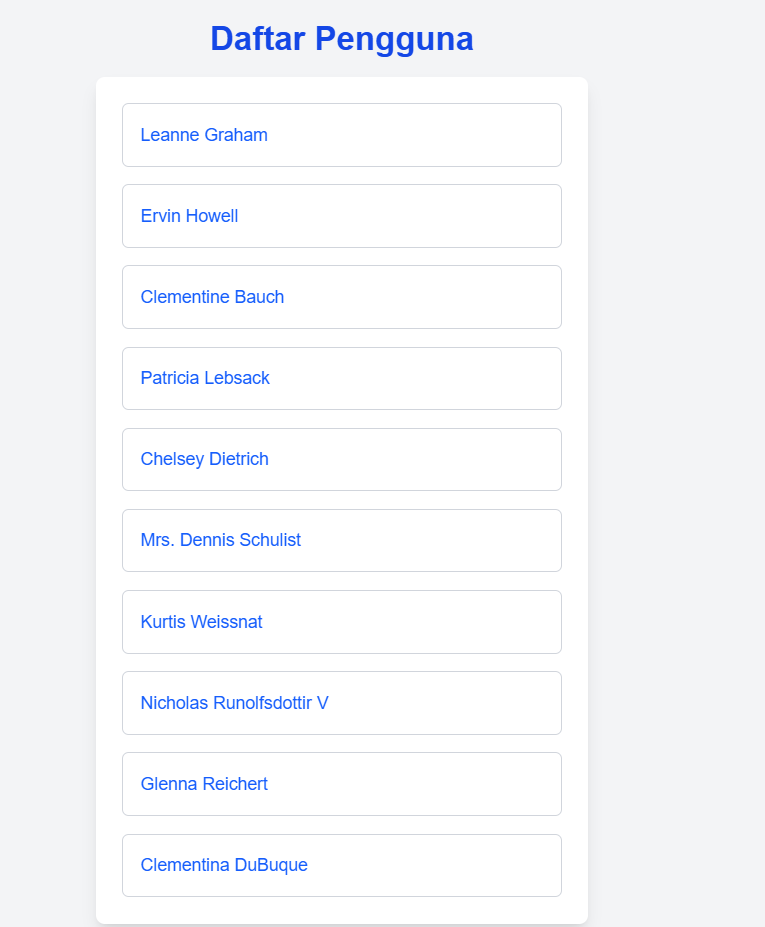 Daftar Pengguna
Leanne Graham
Ervin Howell
Clementine Bauch
Patricia Lebsack
Chelsey Dietrich
Mrs. Dennis Schulist
Kurtis Weissnat
Nicholas Runolfsdottir V
Glenna Reichert
Clementina DuBuque